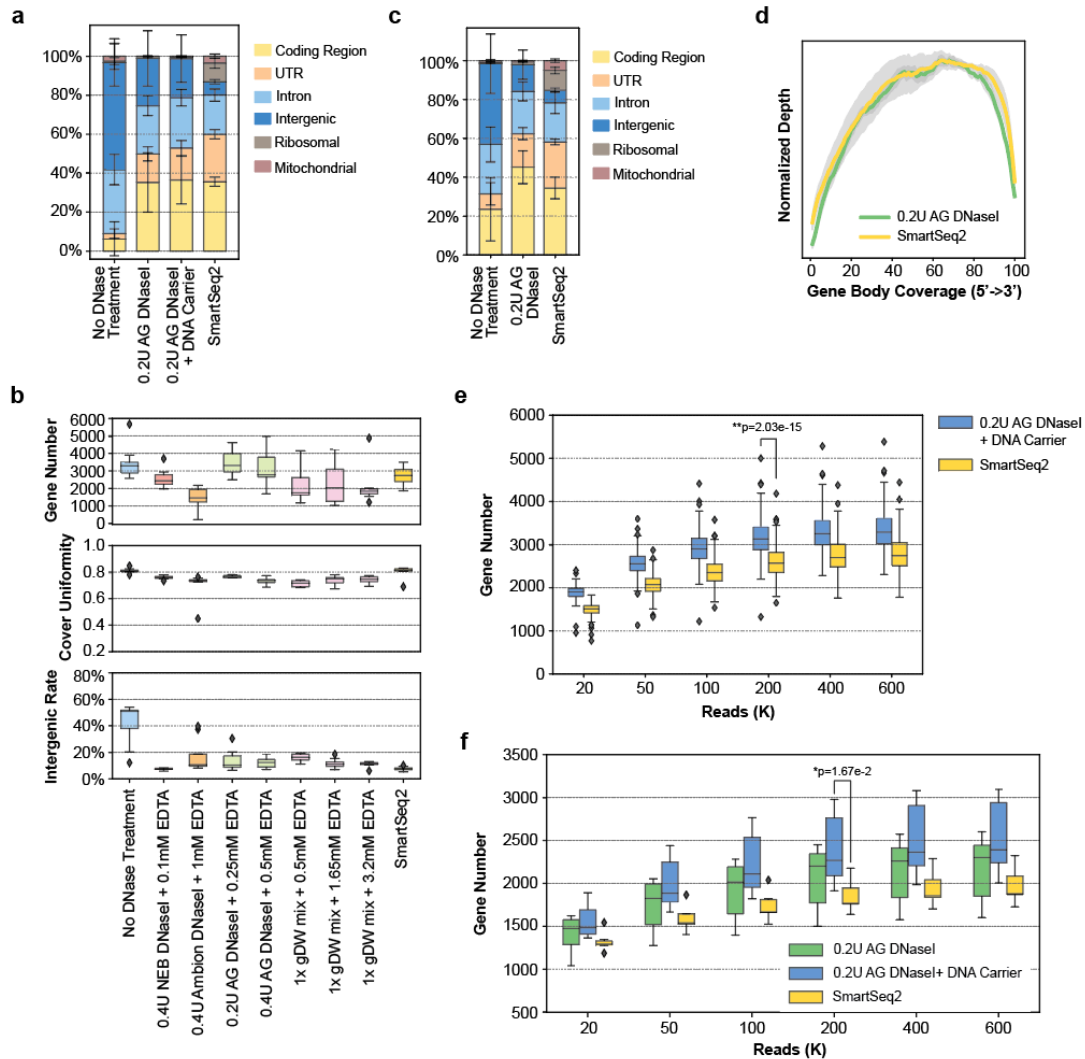 a
100%
80%
60%
40%
20%
0%
No DNase
Treatment
0.2U AG DNaseI
0.2U AG DNaseI
+ DNA Carrier
SmartSeq2
Coding Region
UTR
Intron
Intergenic
Ribosomal
Mitochondrial
c
100%
80%
60%
40%
20%
0%
No DNase
Treatment
0.2U AG
DNaseI
SmartSeq2
Coding Region
UTR
Intron
Intergenic
Ribosomal
Mitochondrial
d
Normalized Depth
0.2U AG DNaseI
SmartSeq2
0
20
40
60
80
100
Gene Body Coverage (5'->3')
b
Gene Number
6000
5000
4000
3000
2000
1000
0
Cover Uniformity
1.0
0.8
0.6
0.4
0.2
Intergenic Rate
80%
60%
40%
20%
0%
No DNase Treatment
0.4U NEB DNaseI + 0.1mM EDTA
0.4U Ambion DNaseI + 1mM EDTA
0.2U AG DNaseI + 0.25mM EDTA
0.4U AG DNaseI + 0.5mM EDTA
1x gDW mix + 0.5mM EDTA
1x gDW mix + 1.65mM EDTA
1x gDW mix + 3.2mM EDTA
SmartSeq2
e
Gene Number
6000
5000
4000
3000
2000
1000
0
**p=2.03e-15
20
50
100
200
400
600
Reads (K)
0.2U AG DNaseI
+ DNA Carrier
SmartSeq2
f
Gene Number
3500
3000
2500
2000
1500
1000
500
*p=1.67e-2
0.2U AG DNaseI
0.2U AG DNaseI+ DNA Carrier
SmartSeq2
20
50
100
200
400
600
Reads (K)